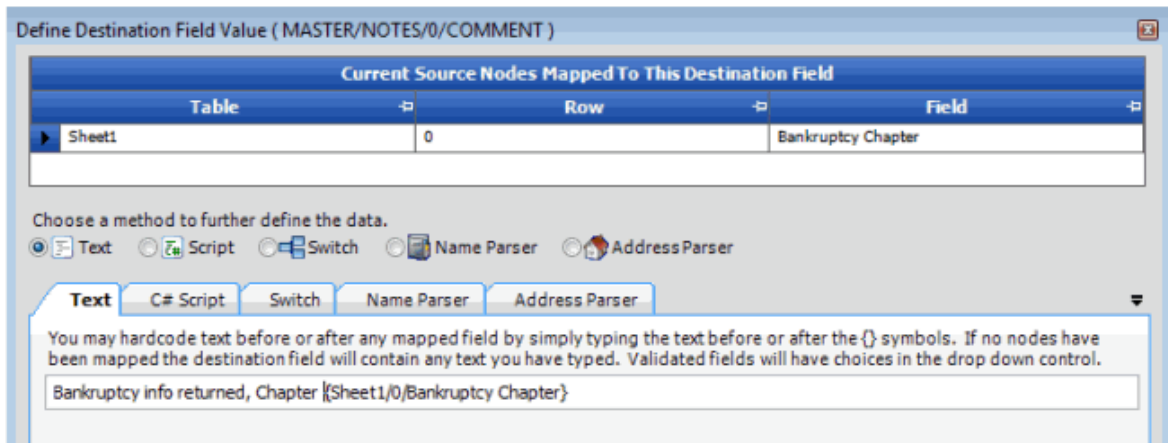 Define Destination Field Value ( MASTER/NOTES/0/COMMENT )
Current Source Nodes Mapped To This Destination Field
Table Row Field
Sheet1 0 Bankruptcy Chapter
Choose a method to further define the data.
Text Script Switch Name Parser Address Parser
Text C# Script Switch Name Parser Address Parser
You may hardcode text before or after any mapped field by simply typing the text before or after the {} symbols. If no nodes have
been mapped the destination field will contain any text you have typed. Validated fields will have choices in the drop down control.
Bankruptcy info returned, Chapter {Sheet1/0/Bankruptcy Chapter}